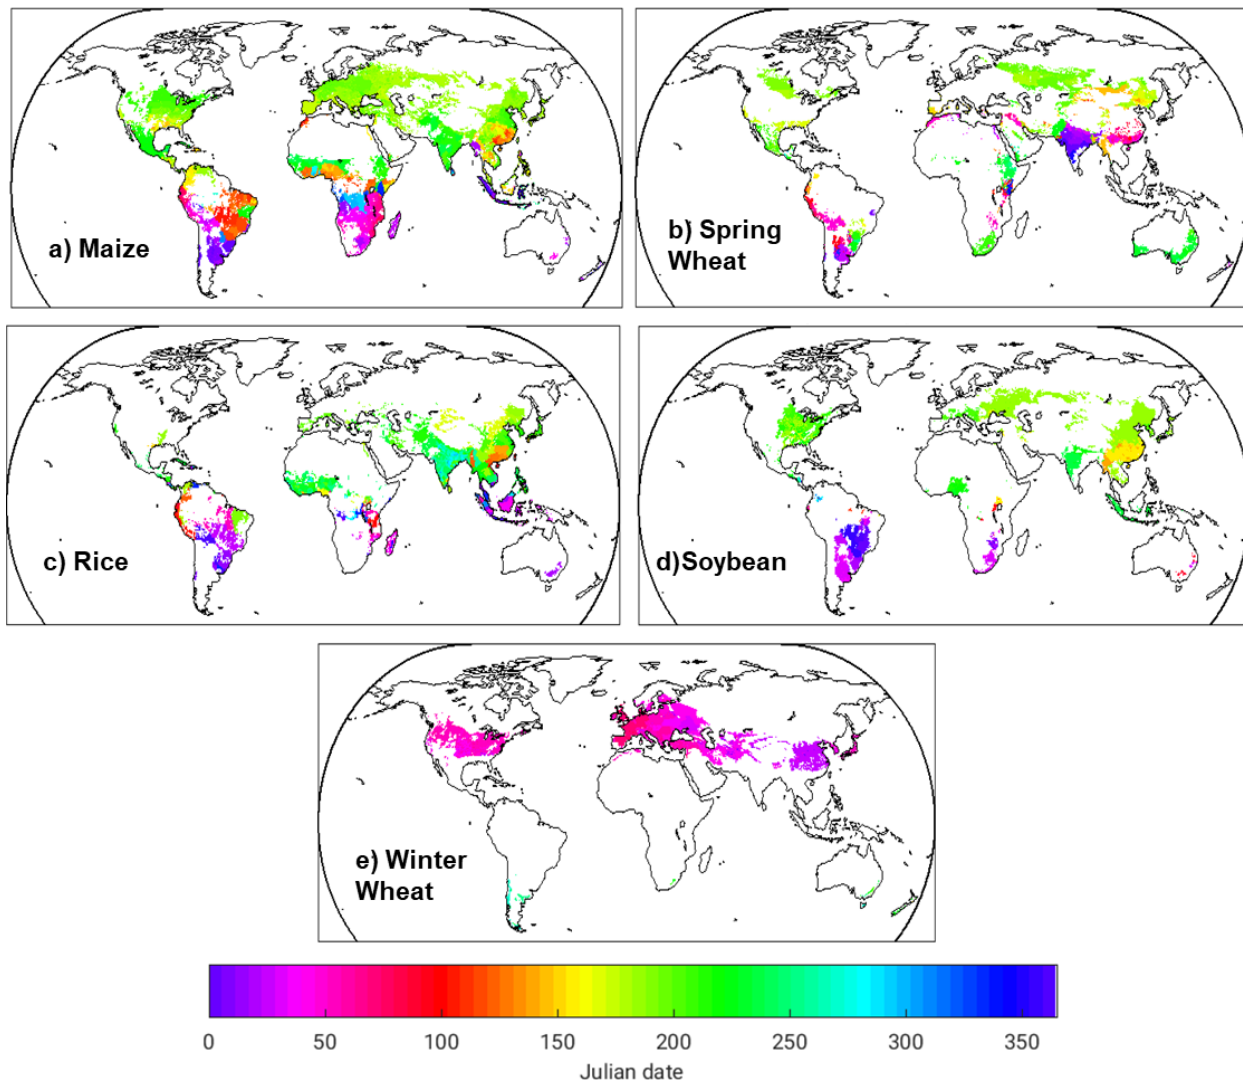 a) Maize
b) Spring
Wheat
c) Rice
d)Soybean
e) Winter
Wheat
0 50 100 150 200 250 300 350
Julian date